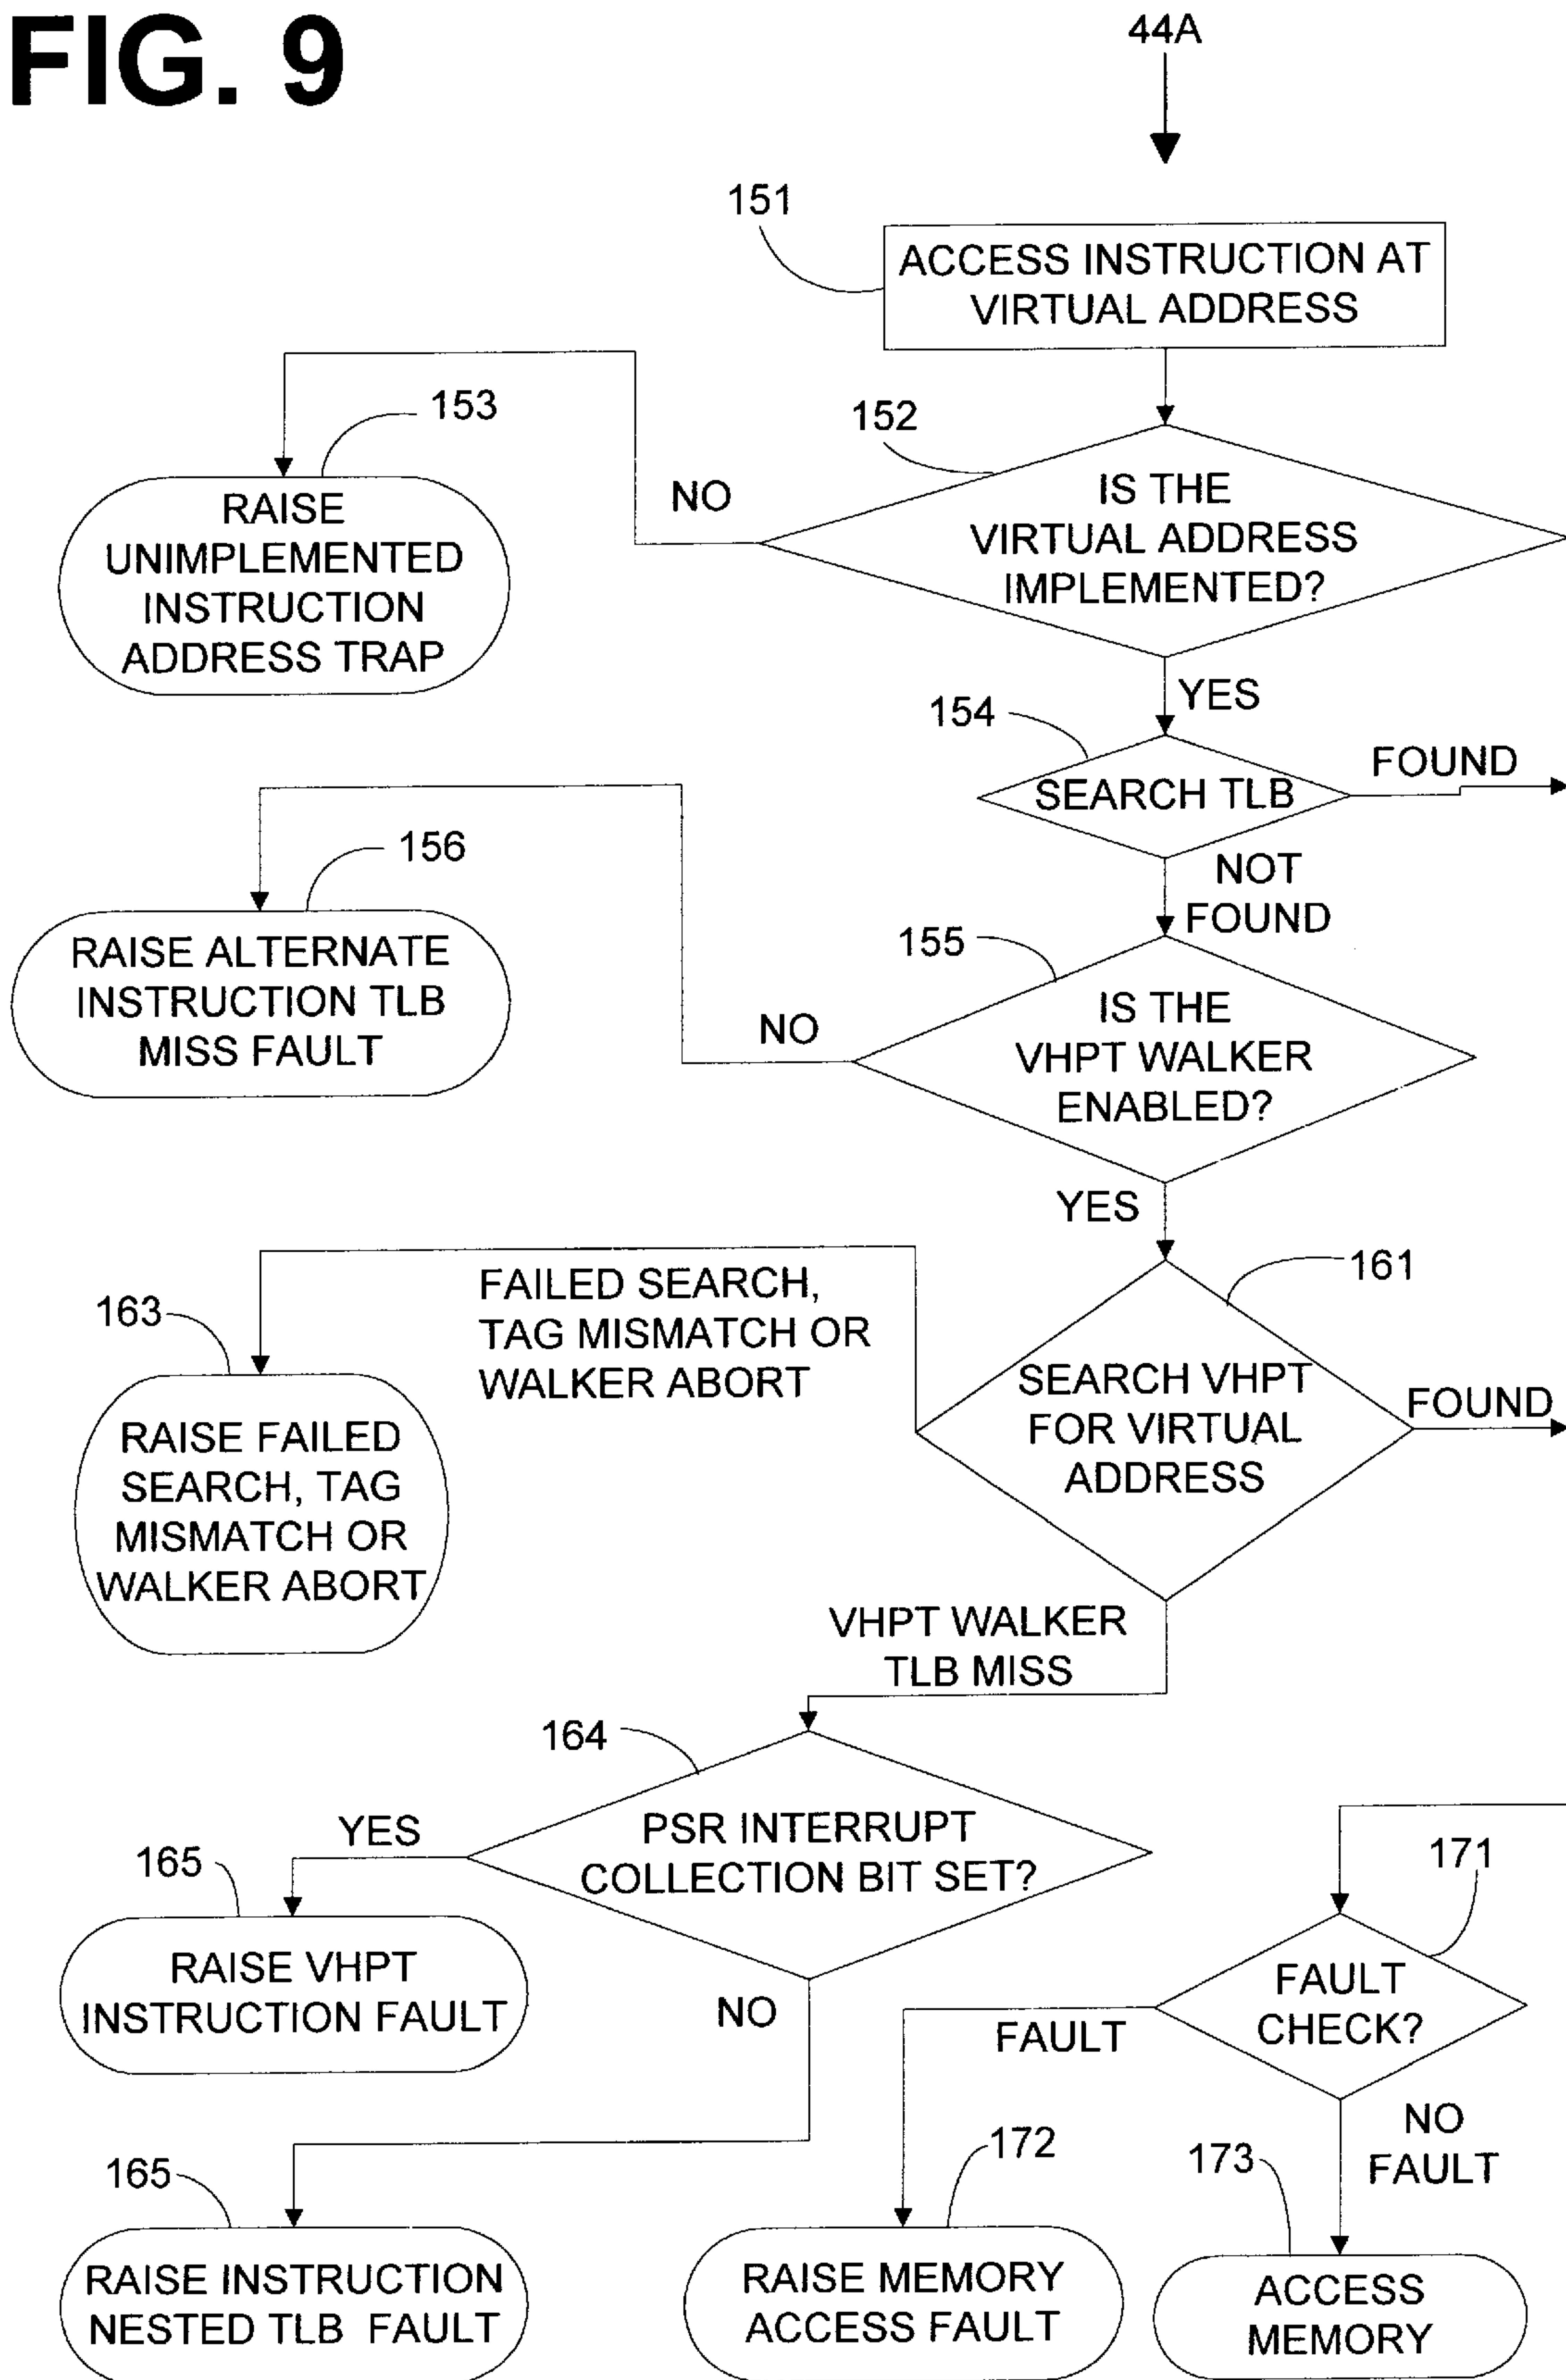 FIG. 9
44A
151
ACCESS INSTRUCTION AT
VIRTUAL ADDRESS
153
152
NO
IS THE
VIRTUAL ADDRESS
IMPLEMENTED?
RAISE
UNIMPLEMENTED
INSTRUCTION
ADDRESS TRAP
YES
154
FOUND
SEARCH TLB
156
NOT
FOUND
155
RAISE ALTERNATE
INSTRUCTION TLB
MISS FAULT
NO
IS THE
VHPT WALKER
ENABLED?
YES
161
163
FAILED SEARCH,
TAG MISMATCH OR
WALKER ABORT
SEARCH VHPT
FOR VIRTUAL
ADDRESS
FOUND
RAISE FAILED
SEARCH, TAG
MISMATCH OR
WALKER ABORT
VHPT WALKER
TLB MISS
164
YES
PSR INTERRUPT
COLLECTION BIT SET?
165
171
RAISE VHPT
INSTRUCTION FAULT
NO
FAULT
CHECK?
FAULT
NO
FAULT
165
172
173
RAISE INSTRUCTION
NESTED TLB FAULT
RAISE MEMORY
ACCESS FAULT
ACCESS
MEMORY